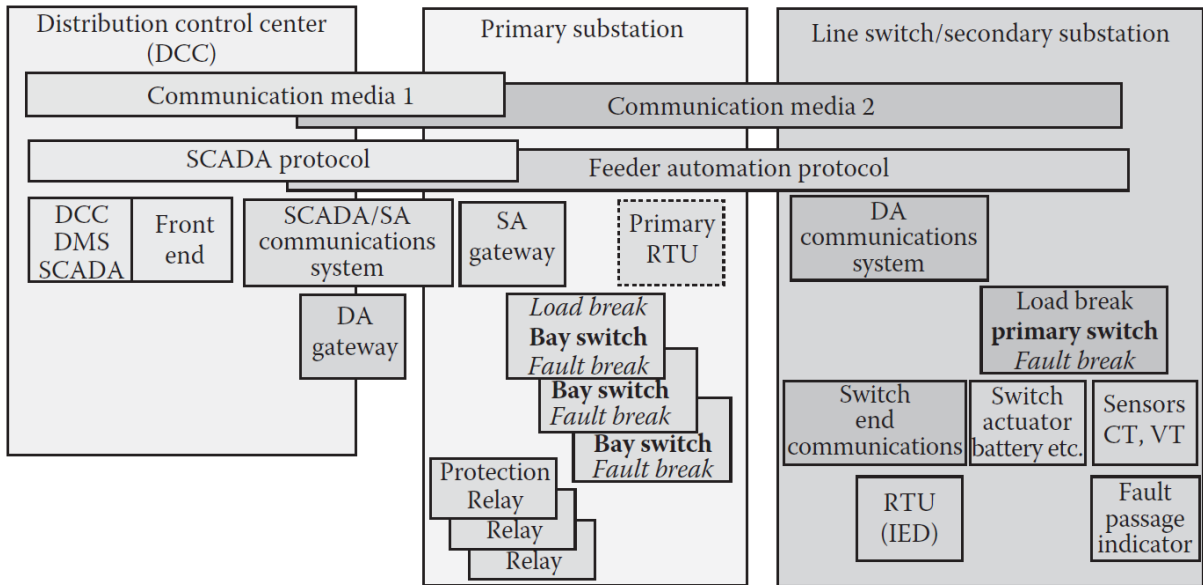 Distribution control center
(DCC)
Primary substation
Line switch/secondary substation
Communication media 1
Communication media 2
SCADA protocol
Feeder automation protocol
DCC
DMS
SCADA
Front
end
SCADA/SA
communications
system
SA
gateway
Primary
RTU
DA
communications
system
DA
gateway
Load break
Bay switch
Fault break
Bay switch
Fault break
Bay switch
Fault break
Load break
primary switch
Fault break
Switch
end
communications
Switch
actuator
battery etc.
Sensors
CT, VT
Protection
Relay
Relay
Relay
RTU
(IED)
Fault
passage
indicator